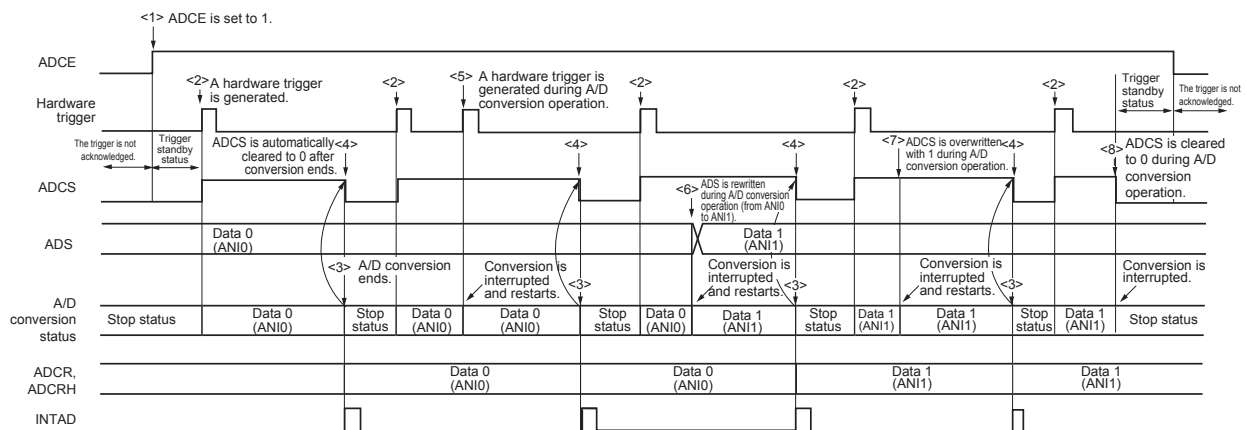 <1> ADCE is set to 1.
ADCE
<2> A hardware trigger
is generated.
<2>
<5> A hardware trigger is
generated during A/D
conversion operation.
<2>
<2>
<2>
Trigger
standby
status
The trigger is not
acknowledged.
Hardware
trigger
The trigger is not
acknowledged.
Trigger
standby
status
ADCS is automatically
cleared to 0 after
conversion ends.
<4>
<4>
<4>
<7> ADCS is overwritten
with 1 during A/D
conversion operation.
<4>
<8> ADCS is cleared
to 0 during A/D
conversion
operation.
ADCS
<6> ADS is rewritten
during A/D conversion
operation (from ANI0
to ANI1).
ADS
Data 0
(ANI0)
Data 1
(ANI1)
<3> A/D conversion
ends.
Conversion is
interrupted
and restarts.
<3>
Conversion is
interrupted
and restarts.
<3>
Conversion is
interrupted
and restarts.
<3>
Conversion is
interrupted.
A/D
conversion
status
Stop status
Data 0
(ANI0)
Stop
status
Data 0
(ANI0)
Data 0
(ANI0)
Stop
status
Data 0
(ANI0)
Data 1
(ANI1)
Stop
status
Data 1
(ANI1)
Data 1
(ANI1)
Stop
status
Data 1
(ANI1)
Stop status
ADCR,
ADCRH
Data 0
(ANI0)
Data 0
(ANI0)
Data 1
(ANI1)
Data 1
(ANI1)
INTAD